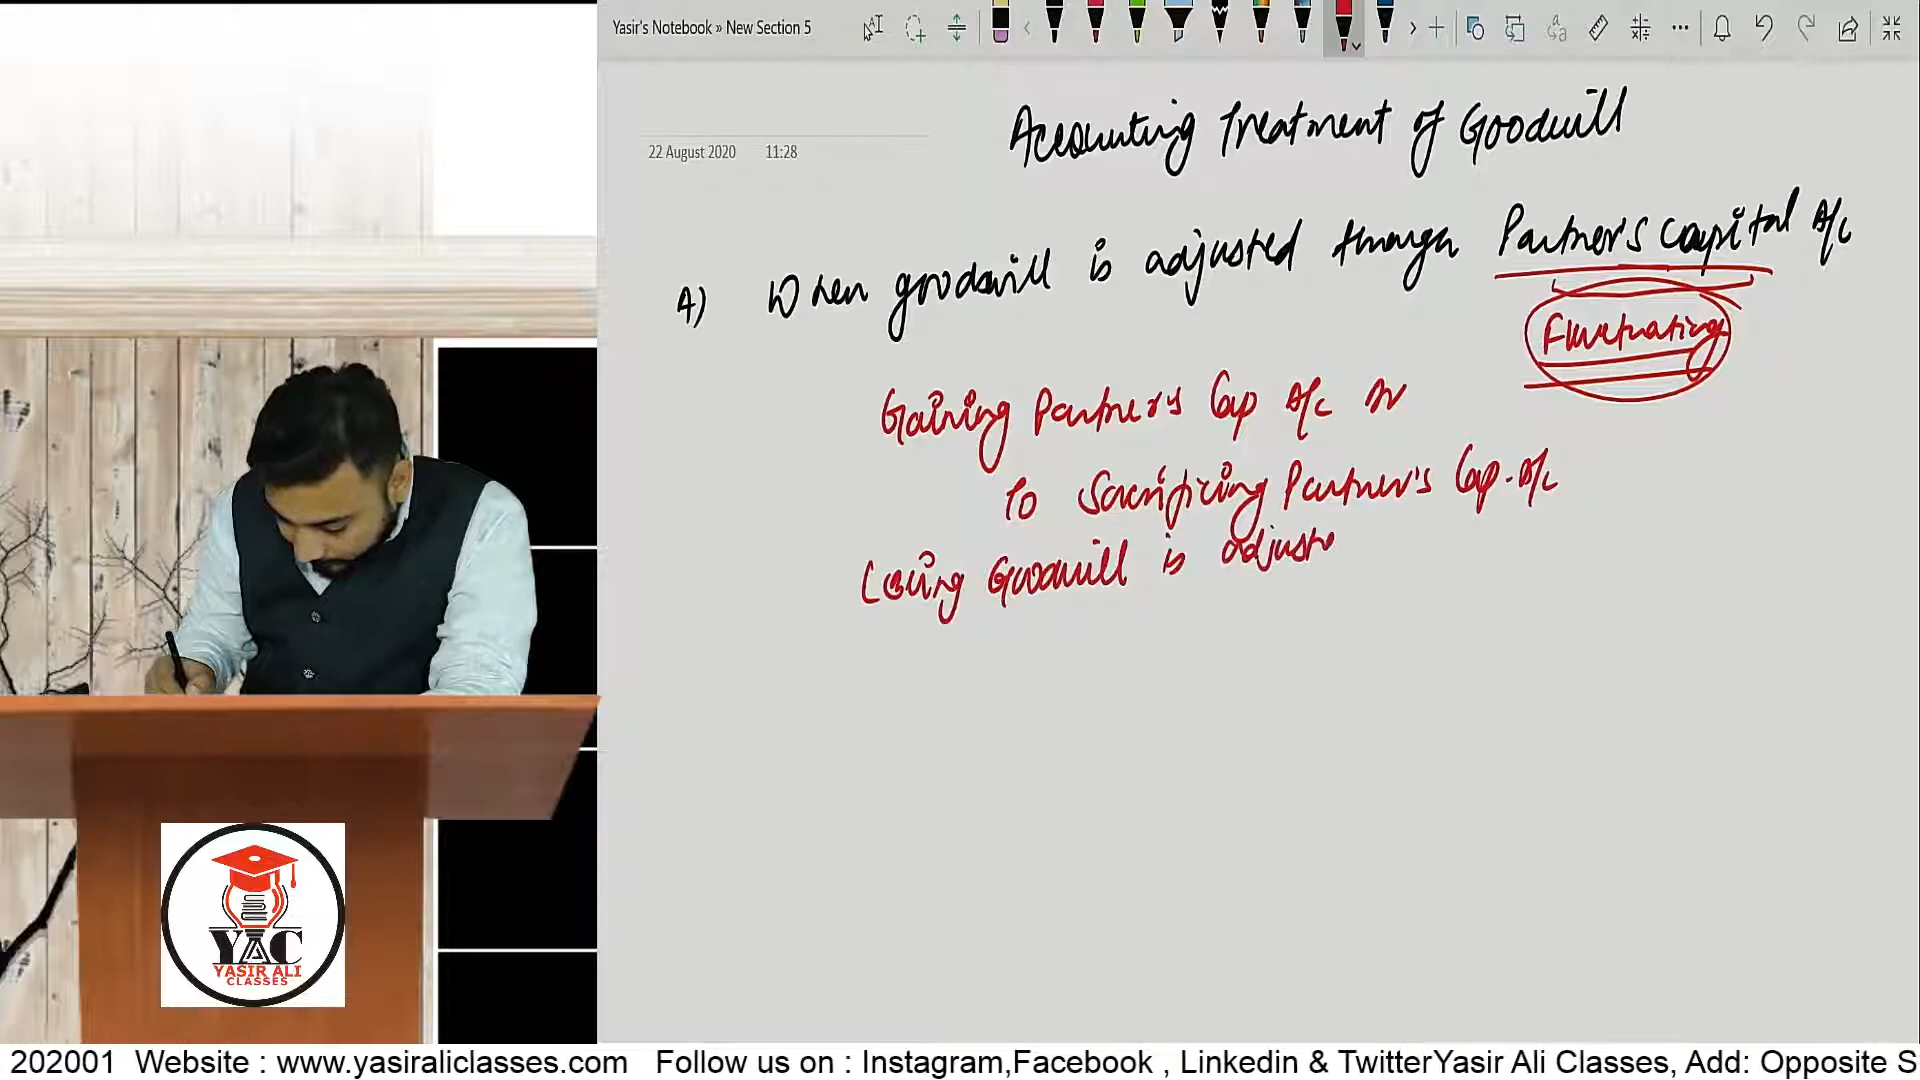 Yasir's Notebook » New Section 5
22 August 2020 11:28
Accounting Treatment of Goodwill
A) When goodwill is adjusted through Partner's Capital A/c
Fluctuating
Gaining Partner's Cap A/c Dr
To Sacrificing Partner's Cap. A/c
(Being Goodwill is adjuste
YAC
YASIR ALI
CLASSES
202001 Website : www.yasiraliclasses.com Follow us on : Instagram,Facebook , Linkedin & TwitterYasir Ali Classes, Add: Opposite S